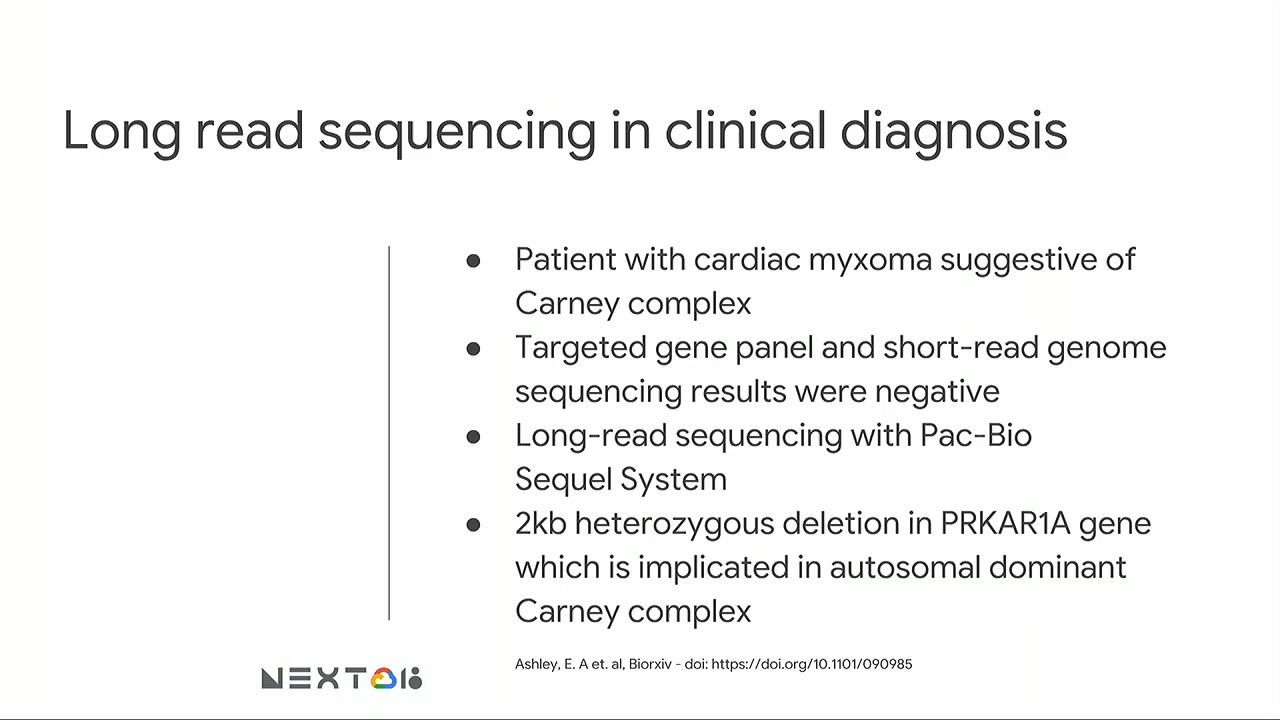 Long read sequencing in clinical diagnosis
● Patient with cardiac myxoma suggestive of
Carney complex
● Targeted gene panel and short-read genome
sequencing results were negative
● Long-read sequencing with Pac-Bio
Sequel System
● 2kb heterozygous deletion in PRKAR1A gene
which is implicated in autosomal dominant
Carney complex
Ashley, E. A et. al, Biorxiv - doi: https://doi.org/10.1101/090985
NEXT 18